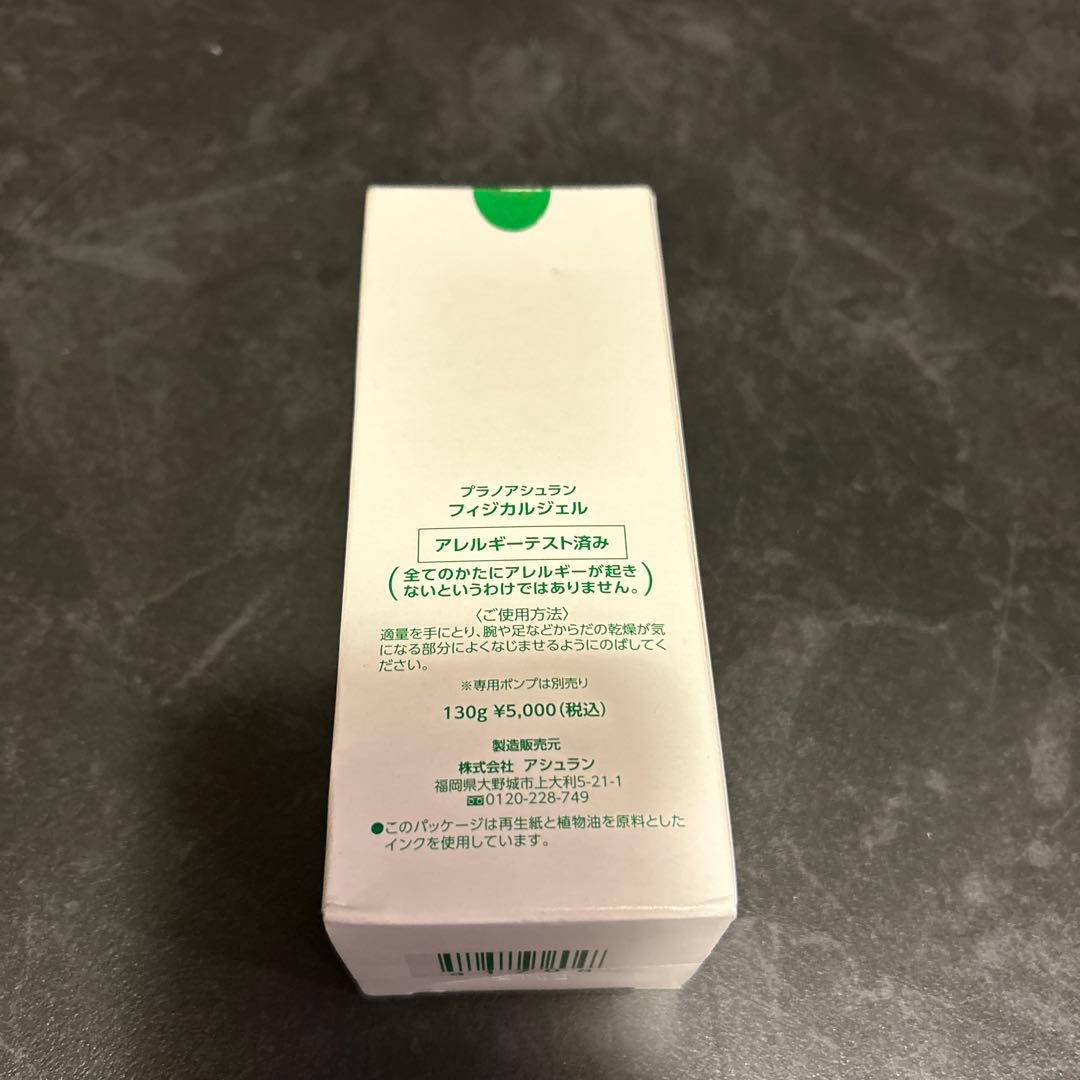 プラノアシュラン
フィジカルジェル
アレルギーテスト済み
(全てのかたにアレルギーが起き
ないというわけではありません。)
〈ご使用方法〉
適量を手にとり、腕や足などからだの乾燥が気
になる部分によくなじませるようにのばしてく
ださい。
※専用ポンプは別売り
130g ¥5,000(税込)
製造販売元
株式会社 アシュラン
福岡県大野城市上大利5-21-1
0120-228-749
●このパッケージは再生紙と植物油を原料とした
インクを使用しています。